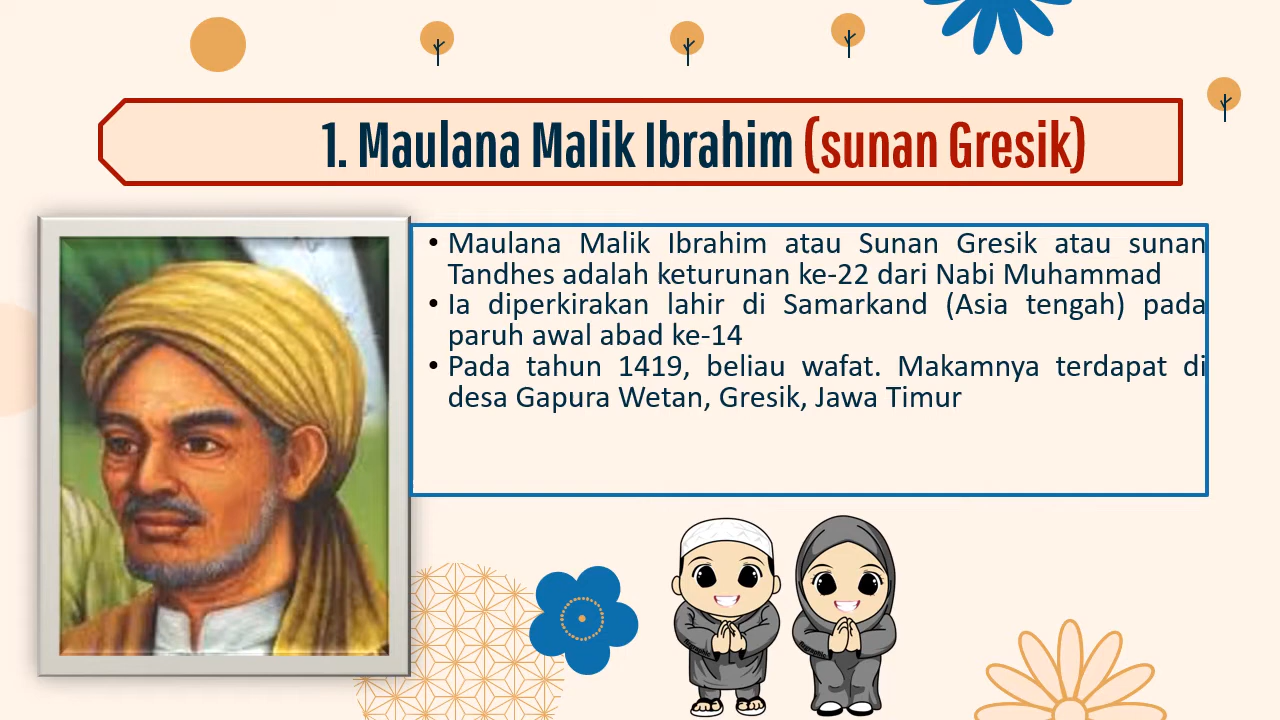 1. Maulana Malik Ibrahim (sunan Gresik)
• Maulana Malik Ibrahim atau Sunan Gresik atau sunan
Tandhes adalah keturunan ke-22 dari Nabi Muhammad
• Ia diperkirakan lahir di Samarkand (Asia tengah) pada
paruh awal abad ke-14
• Pada tahun 1419, beliau wafat. Makamnya terdapat di
desa Gapura Wetan, Gresik, Jawa Timur